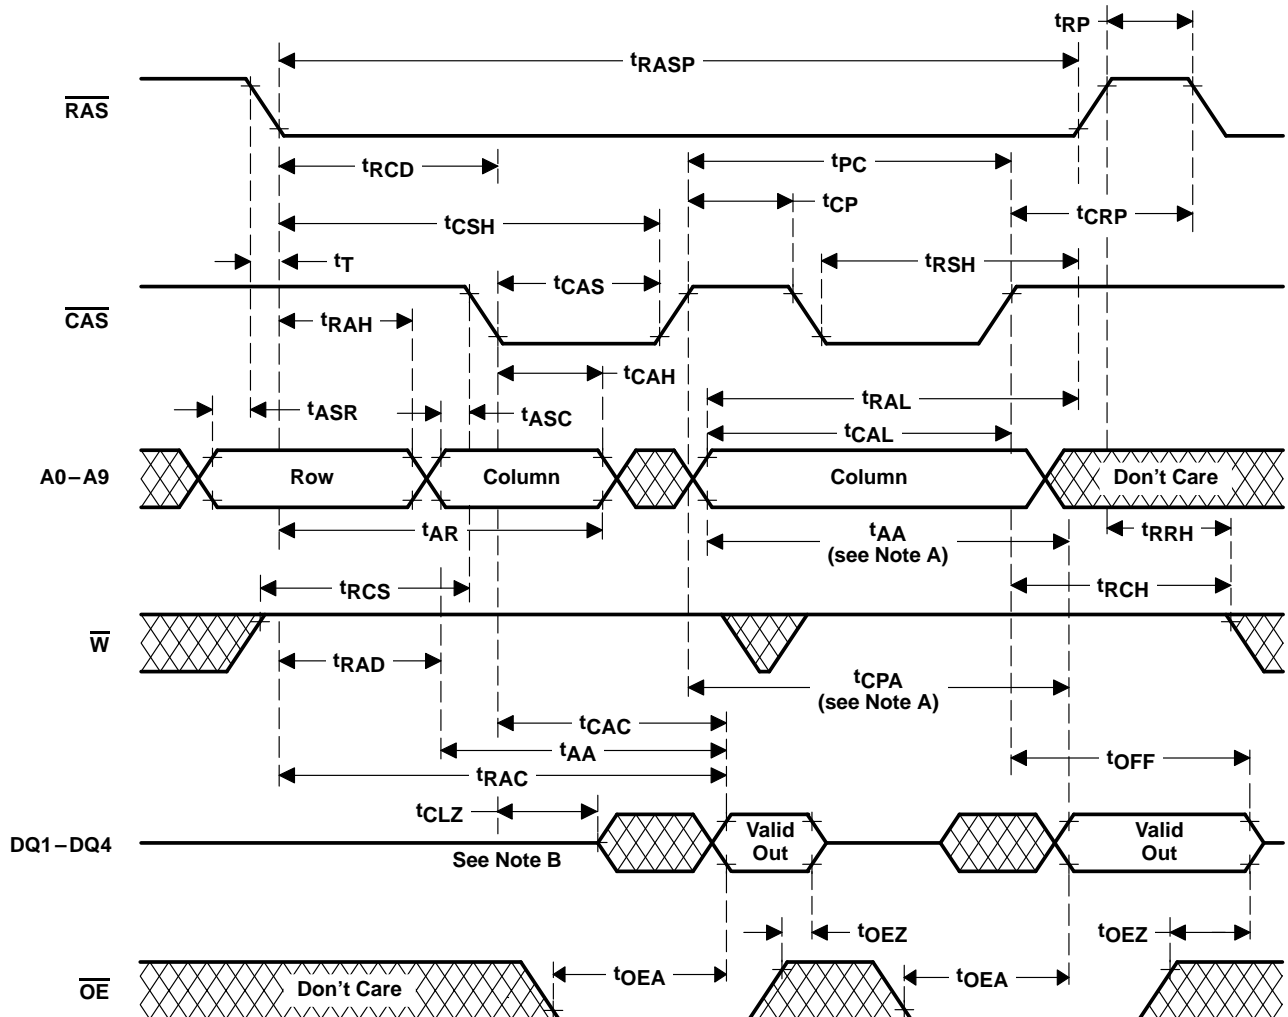 tRP
tRASP
RAS
tRCD
tPC
tCP
tCSH
tCRP
tT
tCAS
tRSH
CAS
tRAH
tCAH
tASR
tASC
tRAL
tCAL
A0–A9
Row
Column
Column
Don't Care
tAR
tAA
(see Note A)
tRRH
tRCS
tRCH
W
tRAD
tCPA
(see Note A)
tCAC
tAA
tOFF
tRAC
tCLZ
DQ1–DQ4
See Note B
Valid
Out
Valid
Out
tOEZ
tOEZ
OE
Don't Care
tOEA
tOEA